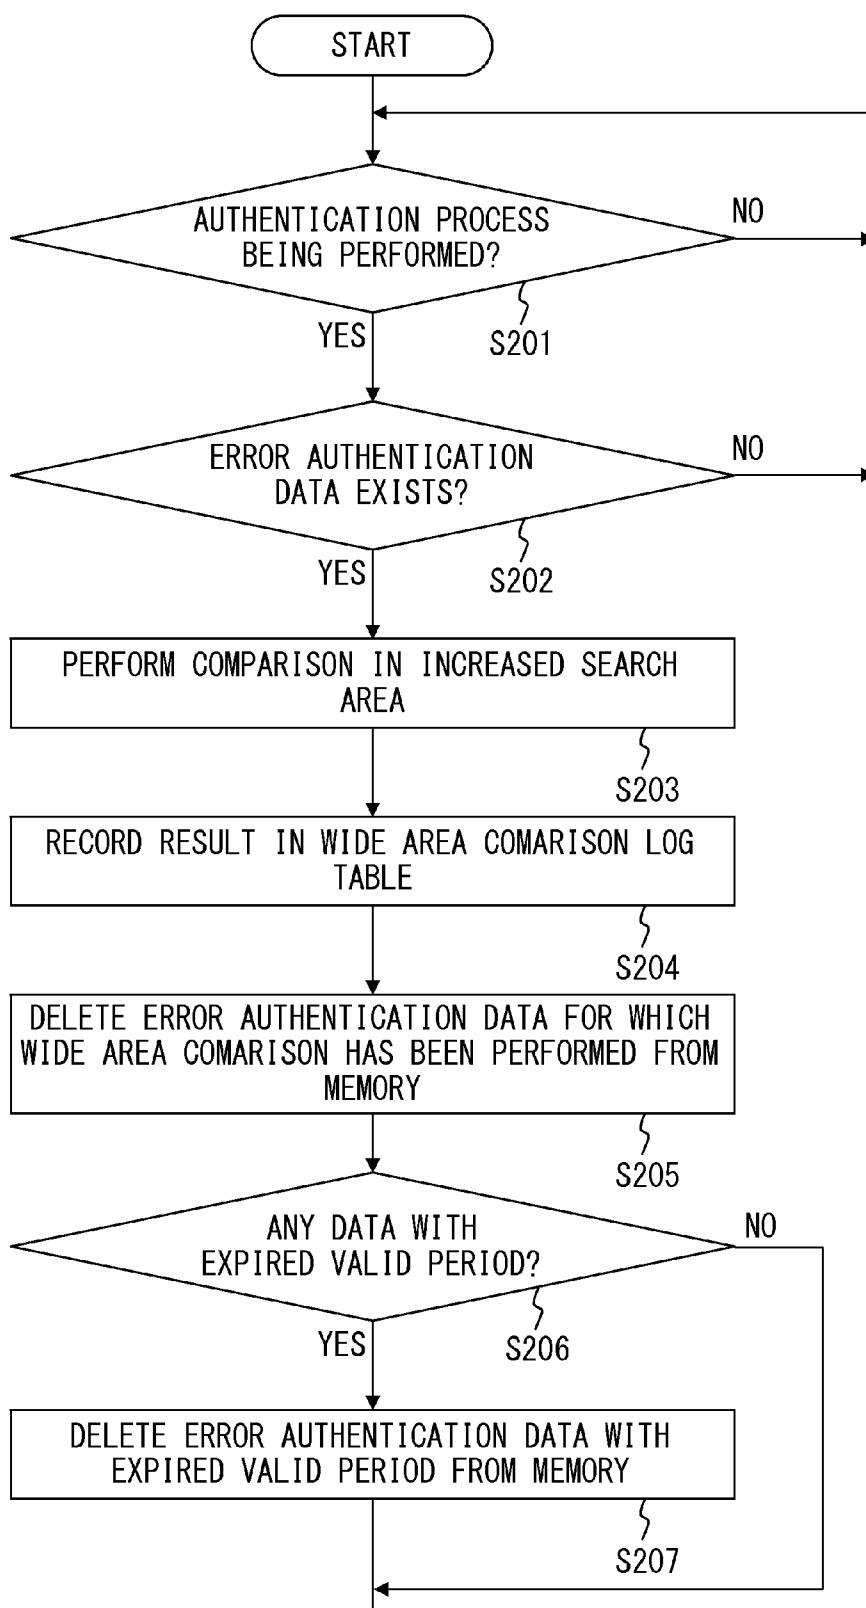 START
AUTHENTICATION PROCESS
BEING PERFORMED?
NO
S201
YES
ERROR AUTHENTICATION
DATA EXISTS?
NO
S202
YES
PERFORM COMPARISON IN INCREASED SEARCH
AREA
S203
RECORD RESULT IN WIDE AREA COMARISON LOG
TABLE
S204
DELETE ERROR AUTHENTICATION DATA FOR WHICH
WIDE AREA COMARISON HAS BEEN PERFORMED FROM
MEMORY
S205
ANY DATA WITH
EXPIRED VALID PERIOD?
NO
S206
YES
DELETE ERROR AUTHENTICATION DATA WITH
EXPIRED VALID PERIOD FROM MEMORY
S207